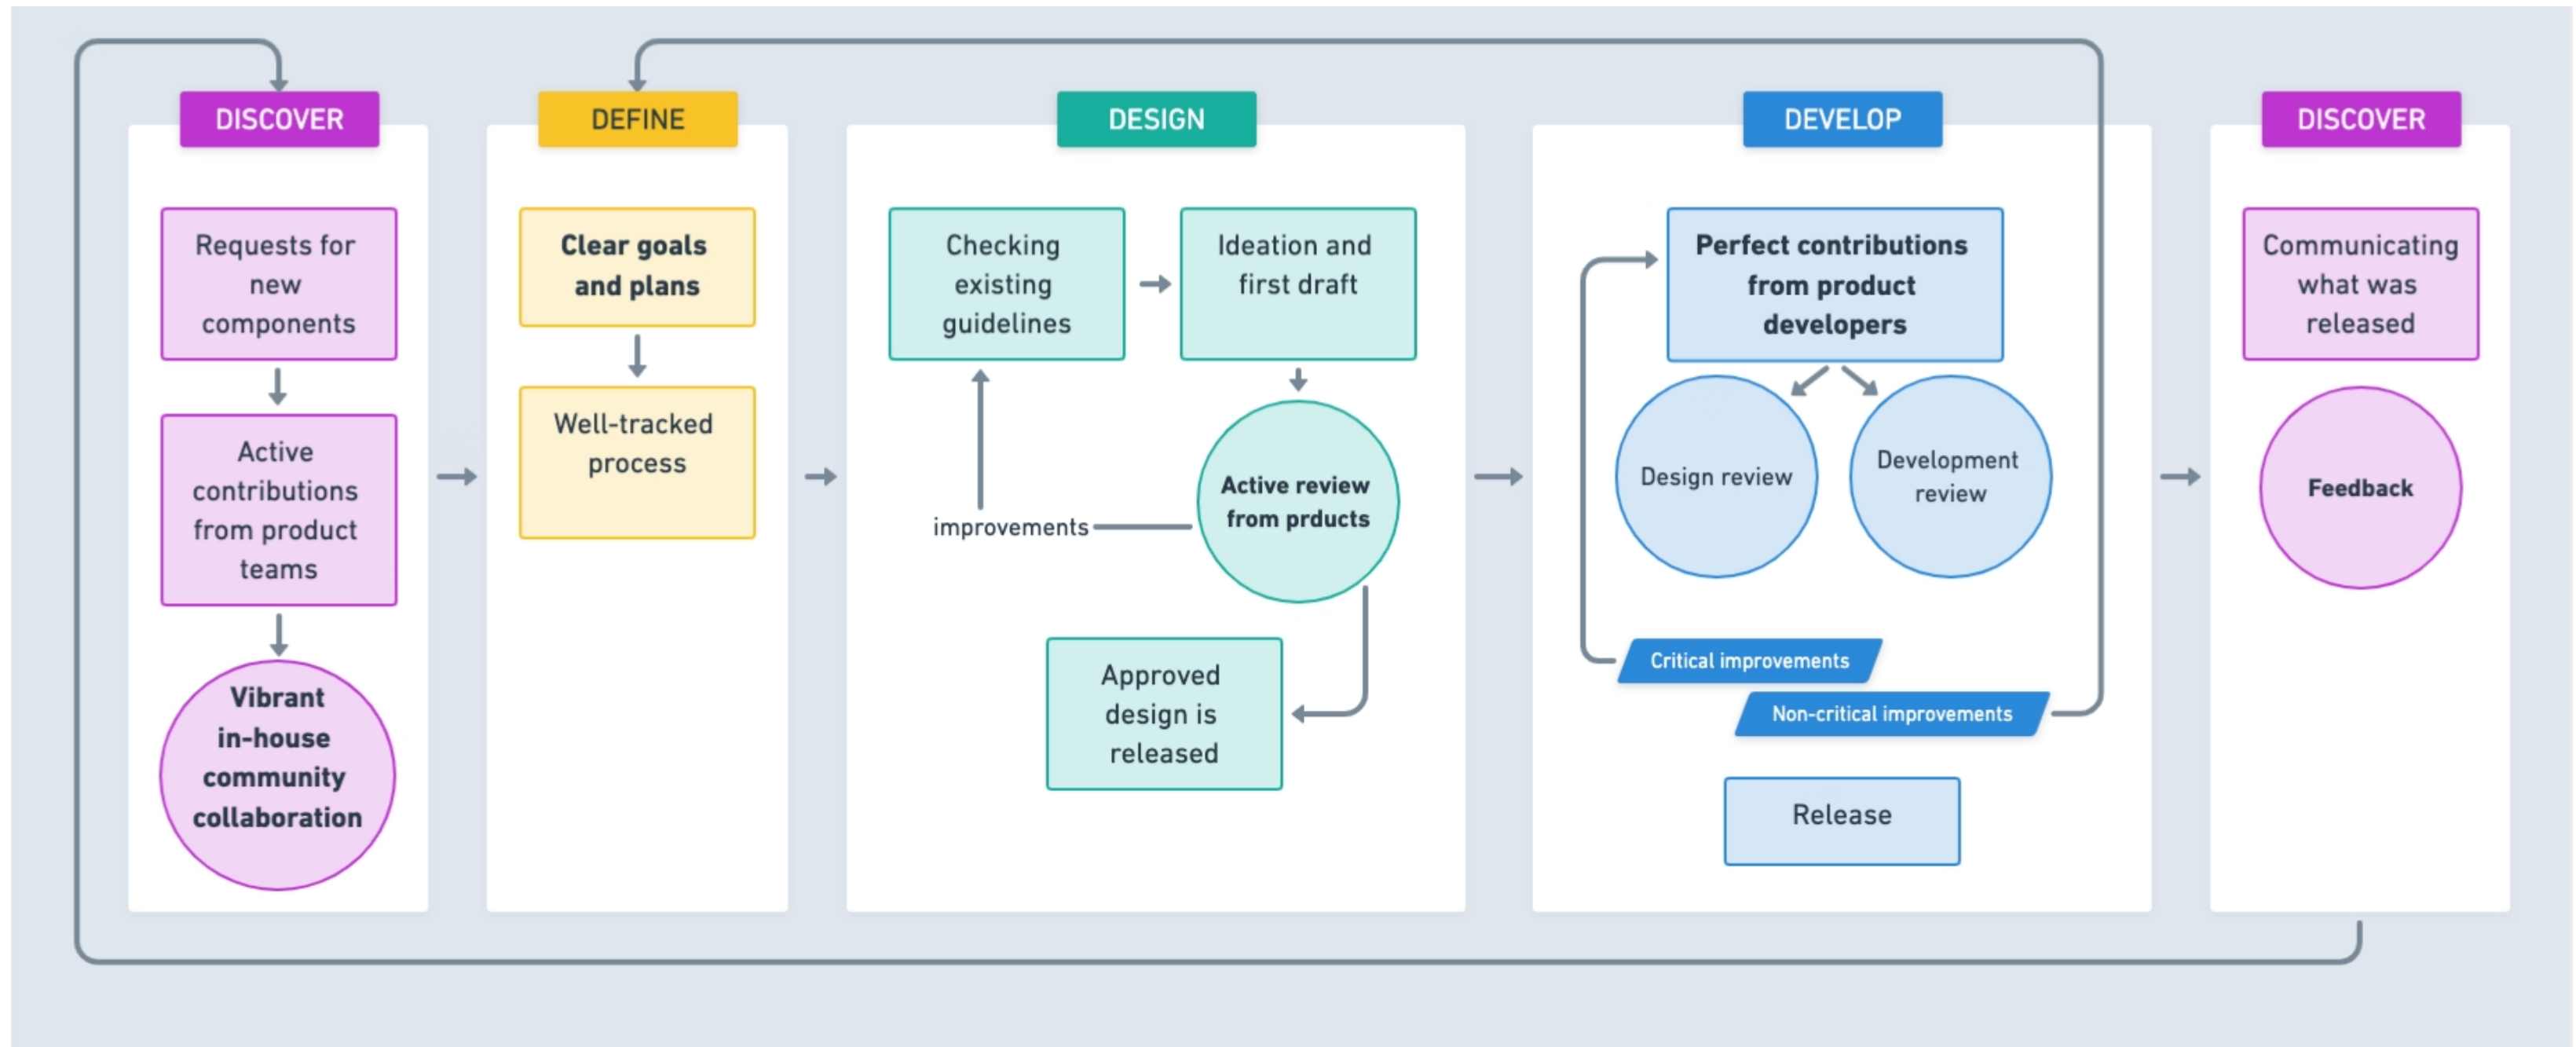 DISCOVER
Requests for
new
components
Active
contributions
from product
teams
Vibrant
in-house
community
collaboration
DEFINE
Clear goals
and plans
Well-tracked
process
DESIGN
Checking
existing
guidelines
Ideation and
first draft
Active review
from prducts
improvements
Approved
design is
released
DEVELOP
Perfect contributions
from product
developers
Design review
Development
review
Critical improvements
Non-critical improvements
Release
DISCOVER
Communicating
what was
released
Feedback